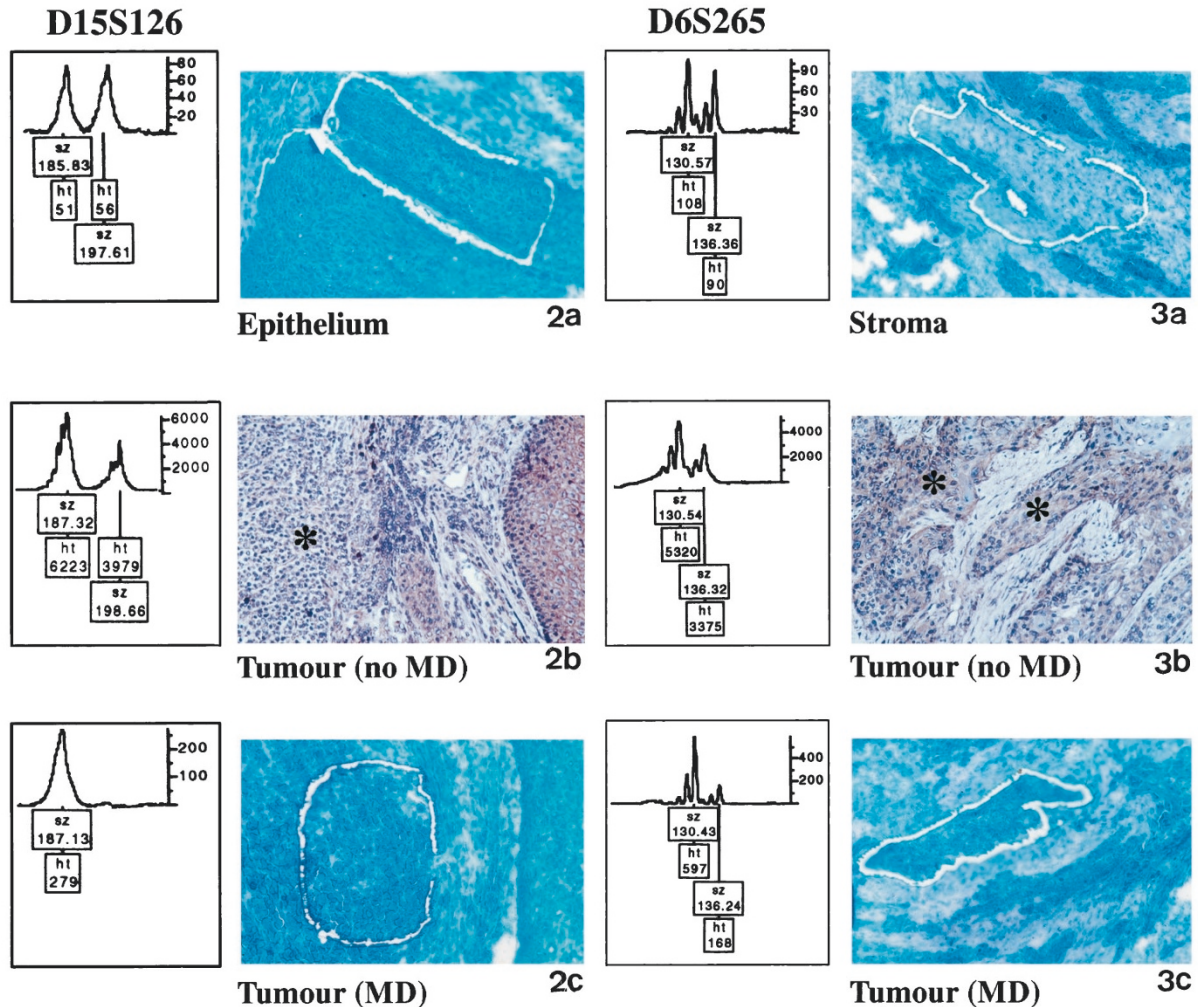 D15S126
D6S265
80
60
40
20
sz
185.83
ht
51
ht
56
sz
197.61
Epithelium
2a
90
60
30
sz
130.57
ht
108
sz
136.36
ht
90
Stroma
3a
6000
4000
2000
sz
187.32
ht
6223
ht
3979
sz
198.66
*
Tumour (no MD)
2b
4000
2000
sz
130.54
ht
5320
sz
136.32
ht
3375
* *
Tumour (no MD)
3b
200
100
sz
187.13
ht
279
Tumour (MD)
2c
400
200
sz
130.43
ht
597
sz
136.24
ht
168
Tumour (MD)
3c